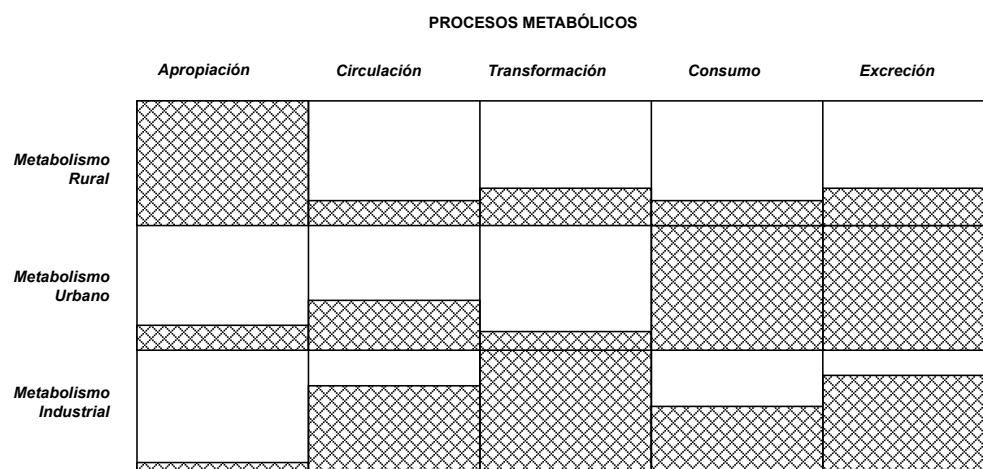 PROCESOS METABÓLICOS
Apropiación Circulación Transformación Consumo Excreción
Metabolismo
Rural
Metabolismo
Urbano
Metabolismo
Industrial